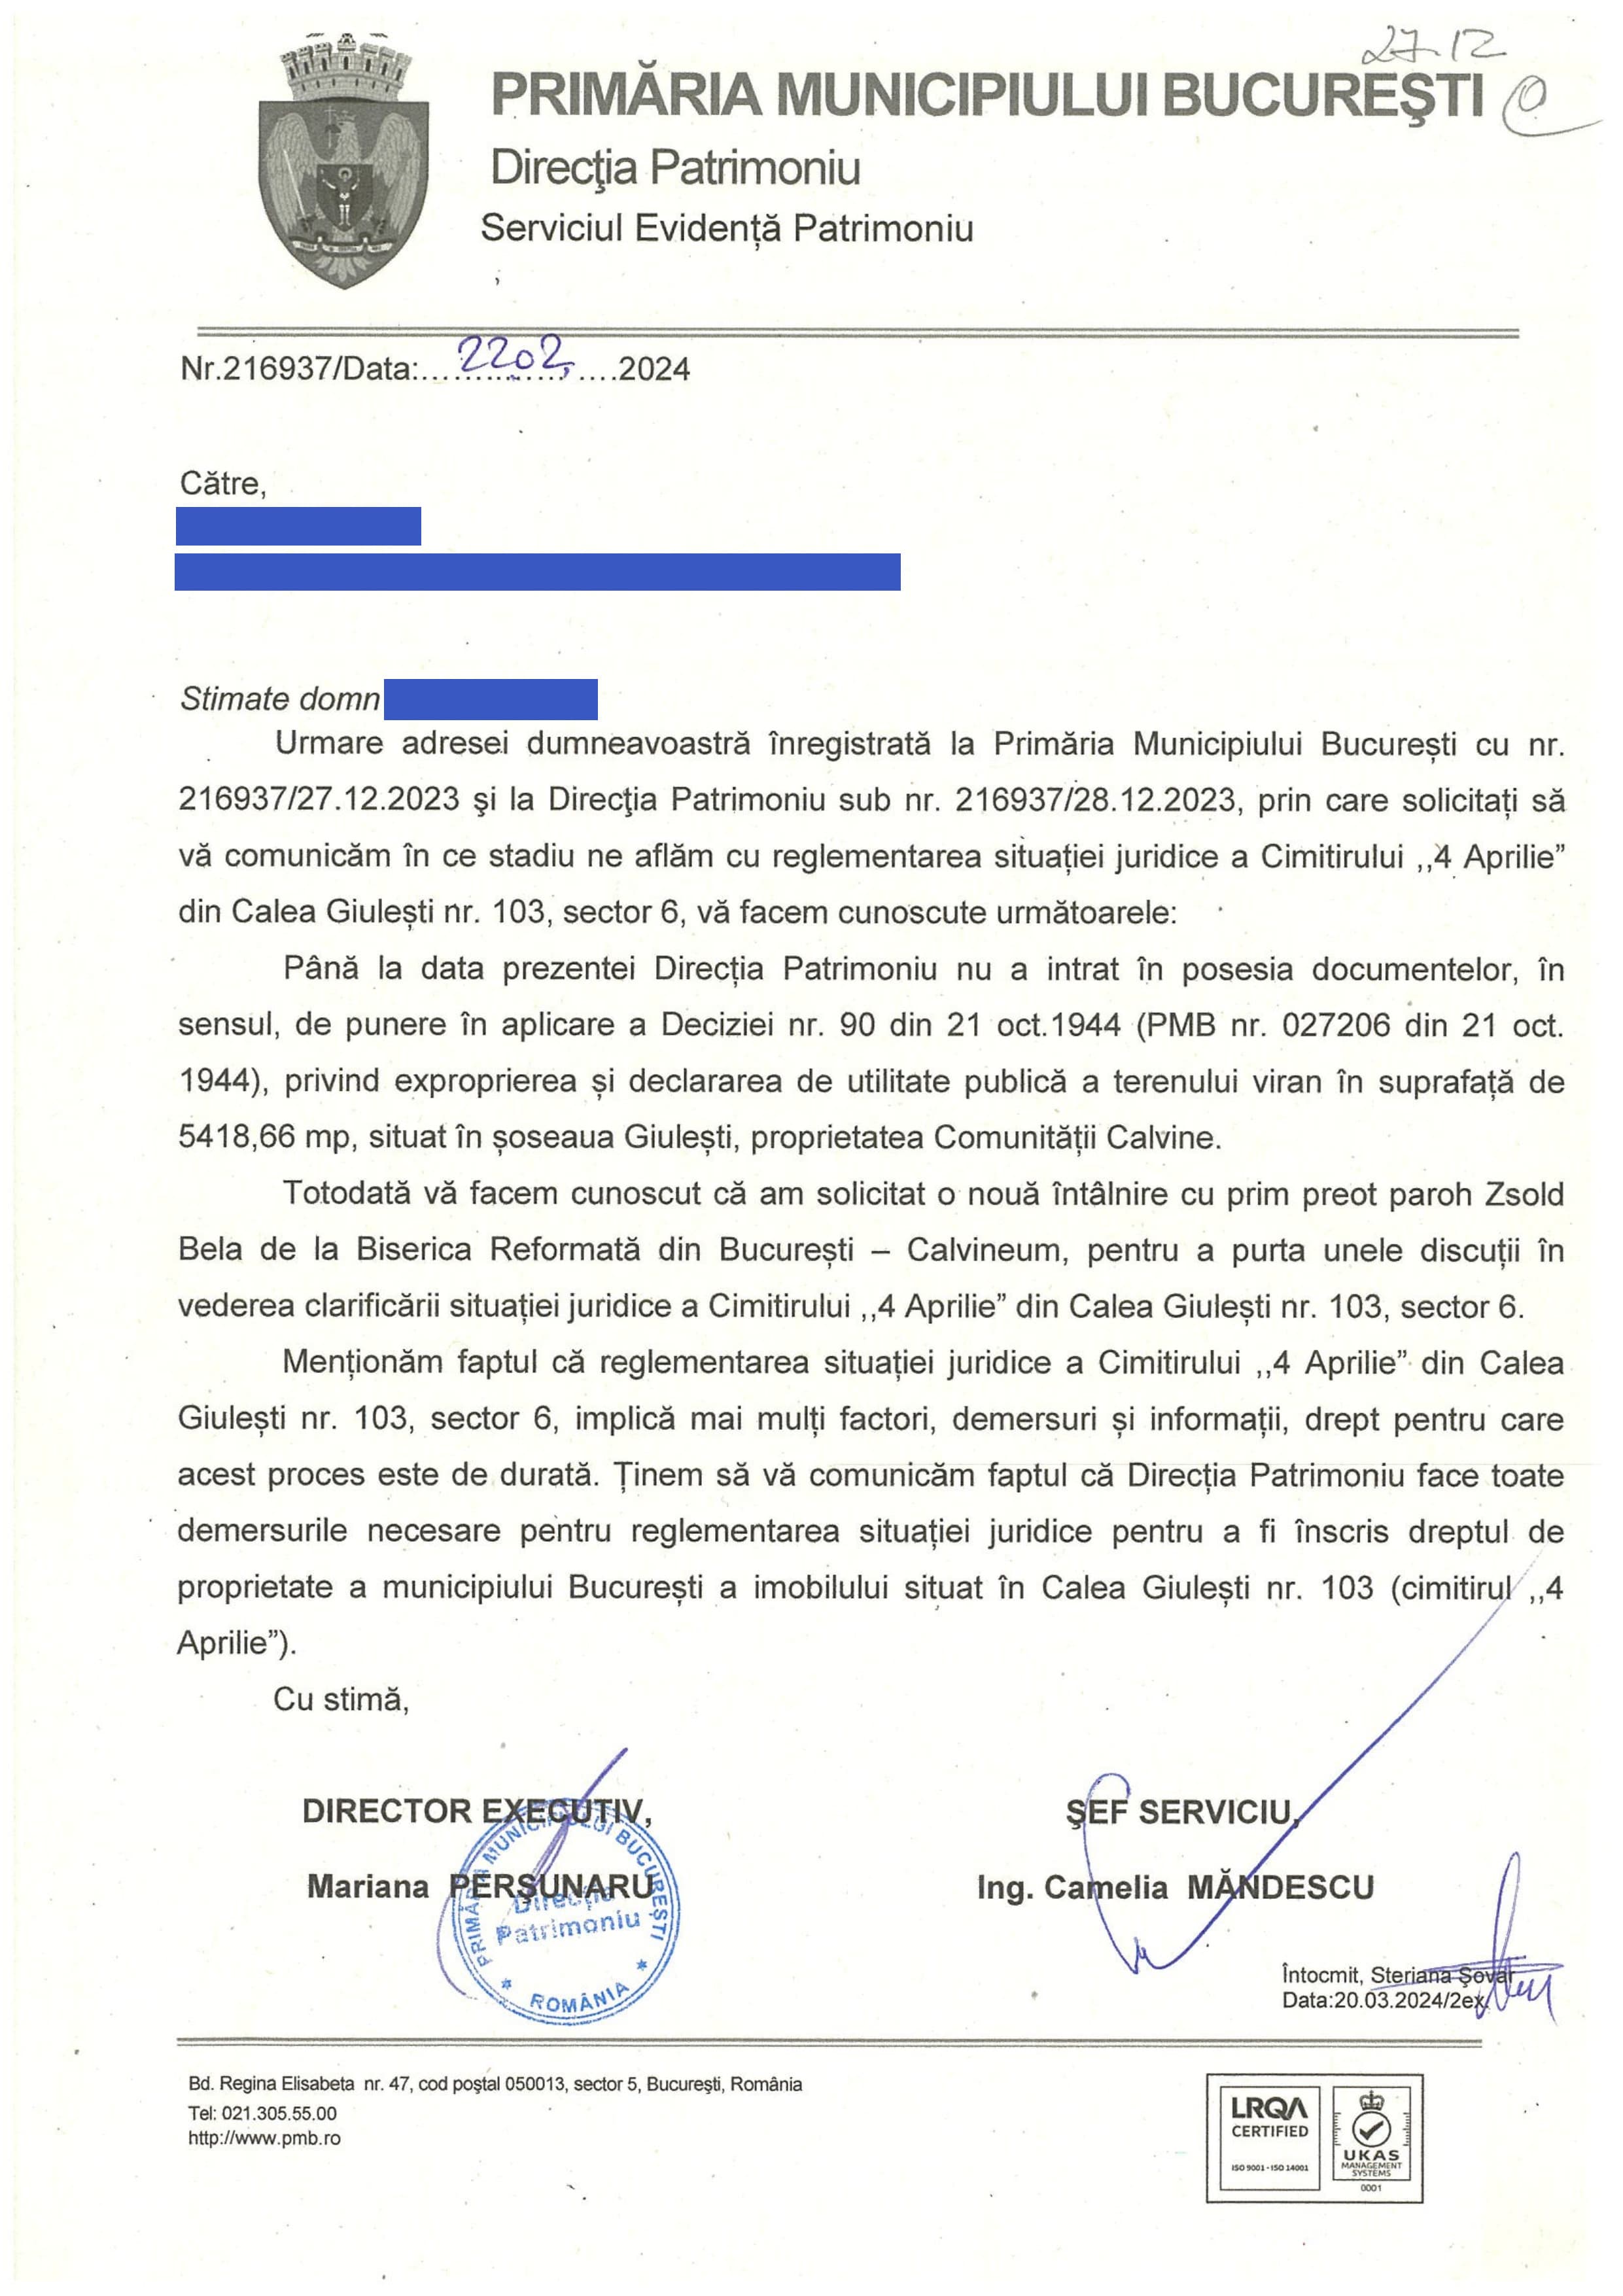 27.12
PRIMĂRIA MUNICIPIULUI BUCUREŞTI
Direcţia Patrimoniu
Serviciul Evidență Patrimoniu
Nr.216937/Data:....2202.....2024
Către,
Stimate domn
Urmare adresei dumneavoastră înregistrată la Primăria Municipiului București cu nr.
216937/27.12.2023 şi la Direcţia Patrimoniu sub nr. 216937/28.12.2023, prin care solicitați să
vă comunicăm în ce stadiu ne aflăm cu reglementarea situației juridice a Cimitirului ,,4 Aprilie”
din Calea Giulești nr. 103, sector 6, vă facem cunoscute următoarele:
Până la data prezentei Direcția Patrimoniu nu a intrat în posesia documentelor, în
sensul, de punere în aplicare a Deciziei nr. 90 din 21 oct.1944 (PMB nr. 027206 din 21 oct.
1944), privind exproprierea și declararea de utilitate publică a terenului viran în suprafață de
5418,66 mp, situat în șoseaua Giulești, proprietatea Comunității Calvine.
Totodată vă facem cunoscut că am solicitat o nouă întâlnire cu prim preot paroh Zsold
Bela de la Biserica Reformată din București – Calvineum, pentru a purta unele discuții în
vederea clarificării situației juridice a Cimitirului ,,4 Aprilie” din Calea Giulești nr. 103, sector 6.
Menționăm faptul că reglementarea situației juridice a Cimitirului ,,4 Aprilie” din Calea
Giulești nr. 103, sector 6, implică mai mulți factori, demersuri și informații, drept pentru care
acest proces este de durată. Ținem să vă comunicăm faptul că Direcția Patrimoniu face toate
demersurile necesare pentru reglementarea situației juridice pentru a fi înscris dreptul de
proprietate a municipiului București a imobilului situat în Calea Giulești nr. 103 (cimitirul ,,4
Aprilie”).
Cu stimă,
DIRECTOR EXECUTIV,
ŞEF SERVICIU,
Mariana PERŞUNARU
Ing. Camelia MĂNDESCU
PRIMĂRIA MUNICIPIULUI BUCUREŞTI
Direcţia
Patrimoniu
* ROMÂNIA *
Întocmit, Steriana Şovar
Data:20.03.2024/2ex
Bd. Regina Elisabeta nr. 47, cod poştal 050013, sector 5, Bucureşti, România
Tel: 021.305.55.00
http://www.pmb.ro
LRQA
CERTIFIED
ISO 9001 - ISO 14001
UKAS
MANAGEMENT
SYSTEMS
0001